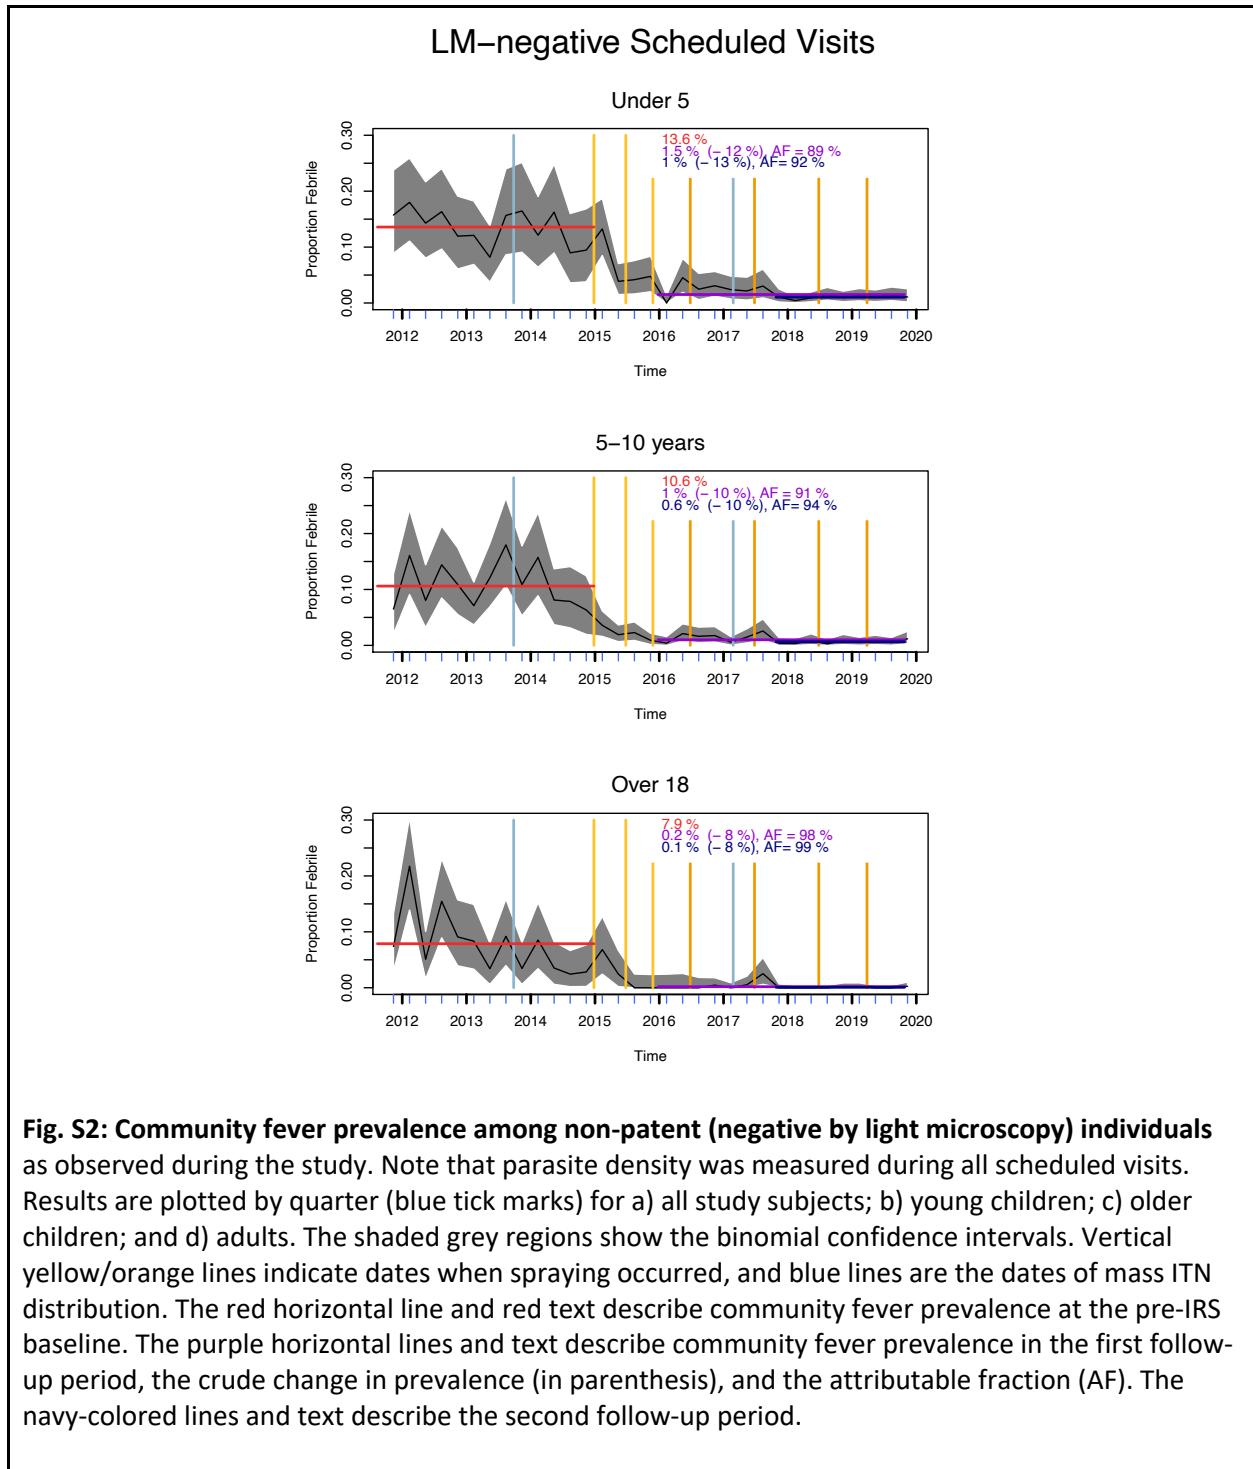 LM−negative Scheduled Visits
Under 5
0.30
0.20
0.10
0.00
Proportion Febrile
13.6 %
1.5 % (− 12 %), AF = 89 %
1 % (− 13 %), AF= 92 %
2012 2013 2014 2015 2016 2017 2018 2019 2020
Time
5−10 years
0.30
0.20
0.10
0.00
Proportion Febrile
10.6 %
1 % (− 10 %), AF = 91 %
0.6 % (− 10 %), AF= 94 %
2012 2013 2014 2015 2016 2017 2018 2019 2020
Time
Over 18
0.30
0.20
0.10
0.00
Proportion Febrile
7.9 %
0.2 % (− 8 %), AF = 98 %
0.1 % (− 8 %), AF= 99 %
2012 2013 2014 2015 2016 2017 2018 2019 2020
Time
Fig. S2: Community fever prevalence among non-patent (negative by light microscopy) individuals
as observed during the study. Note that parasite density was measured during all scheduled visits.
Results are plotted by quarter (blue tick marks) for a) all study subjects; b) young children; c) older
children; and d) adults. The shaded grey regions show the binomial confidence intervals. Vertical
yellow/orange lines indicate dates when spraying occurred, and blue lines are the dates of mass ITN
distribution. The red horizontal line and red text describe community fever prevalence at the pre-IRS
baseline. The purple horizontal lines and text describe community fever prevalence in the first follow-
up period, the crude change in prevalence (in parenthesis), and the attributable fraction (AF). The
navy-colored lines and text describe the second follow-up period.